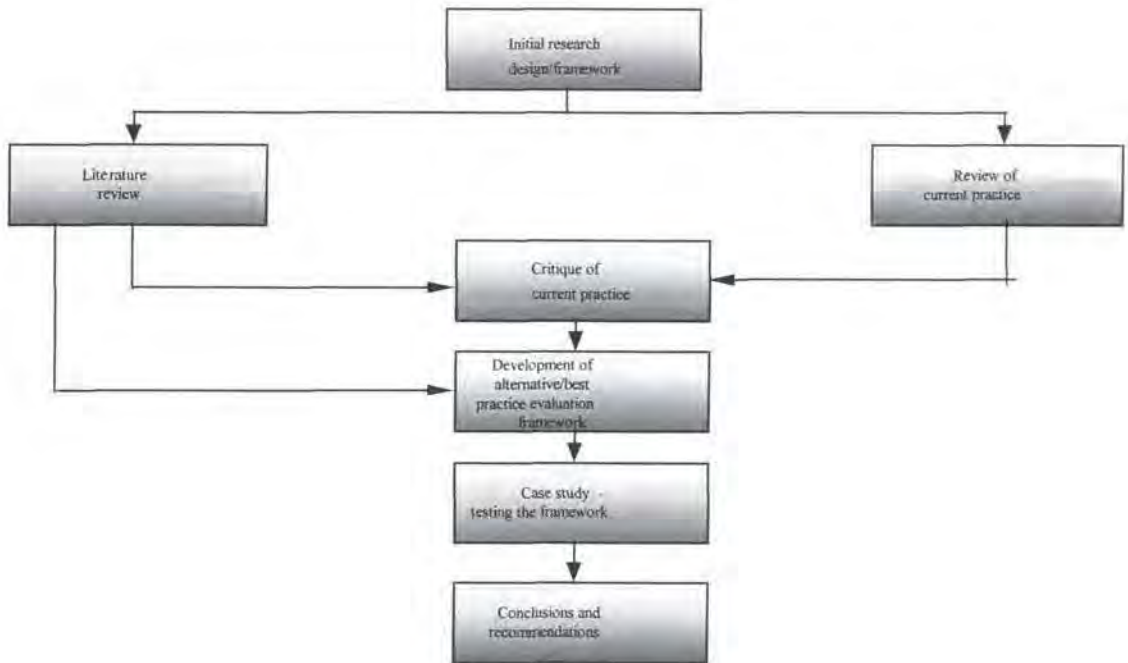 Initial research
design/framework
Literature
review
Review of
current practice
Critique of
current practice
Development of
alternative/best
practice evaluation
framework
Case study -
testing the framework
Conclusions and
recommendations